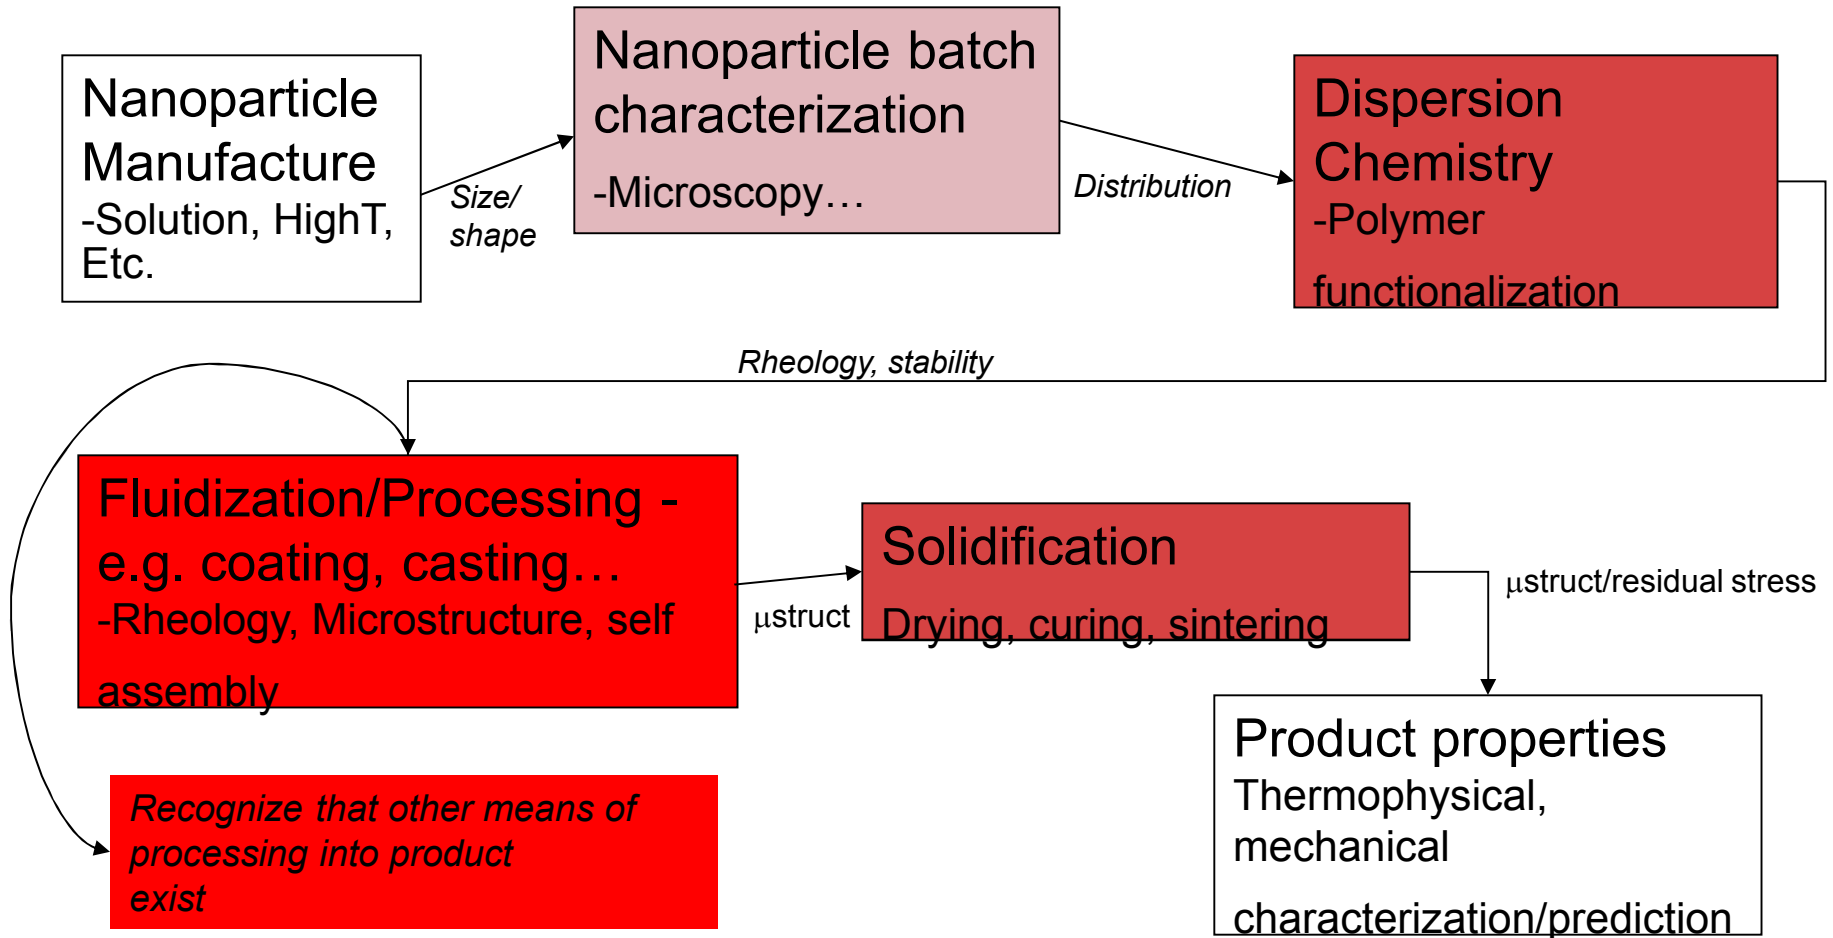 Nanoparticle
Manufacture
-Solution, HighT,
Etc.
Size/
shape
Nanoparticle batch
characterization
-Microscopy…
Distribution
Dispersion
Chemistry
-Polymer
functionalization
Rheology, stability
Fluidization/Processing -
e.g. coating, casting…
-Rheology, Microstructure, self
assembly
μstruct
Solidification
Drying, curing, sintering
μstruct/residual stress
Recognize that other means of
processing into product
exist
Product properties
Thermophysical,
mechanical
characterization/prediction